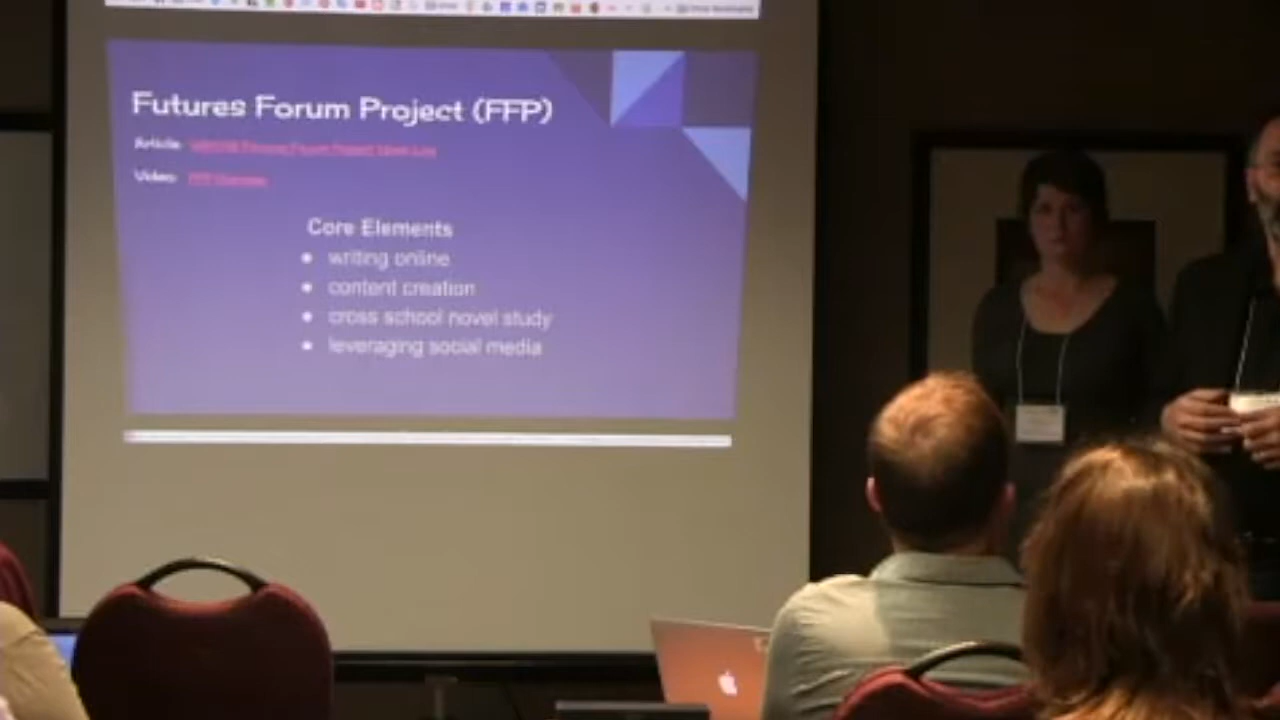 Futures Forum Project (FFP)
Article:
Video:
Core Elements
writing online
content creation
cross school novel study
leveraging social media